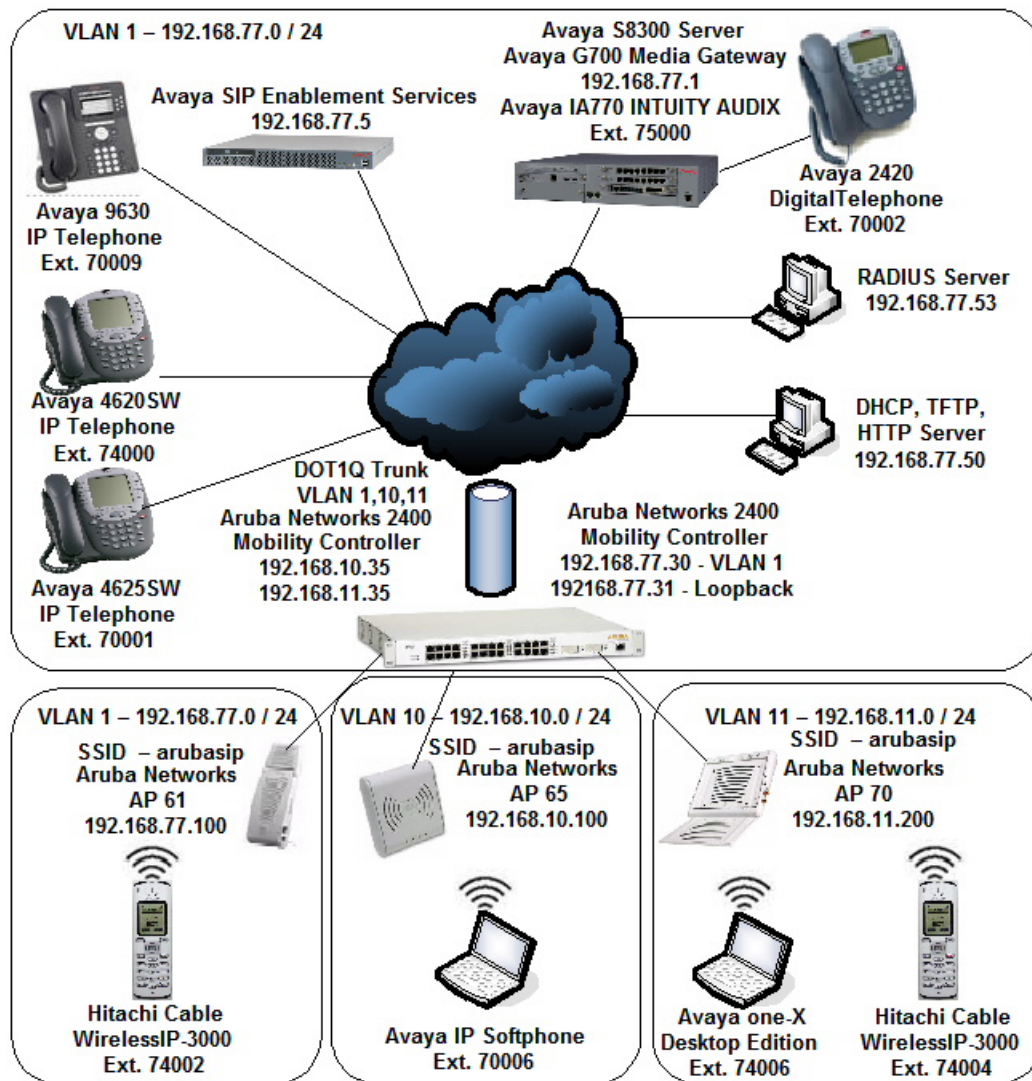 VLAN 1 – 192.168.77.0 / 24
Avaya SIP Enablement Services
192.168.77.5
Avaya S8300 Server
Avaya G700 Media Gateway
192.168.77.1
Avaya IA770 INTUITY AUDIX
Ext. 75000
Avaya 2420
DigitalTelephone
Ext. 70002
Avaya 9630
IP Telephone
Ext. 70009
RADIUS Server
192.168.77.53
Avaya 4620SW
IP Telephone
Ext. 74000
DHCP, TFTP,
HTTP Server
192.168.77.50
Avaya 4625SW
IP Telephone
Ext. 70001
DOT1Q Trunk
VLAN 1,10,11
Aruba Networks 2400
Mobility Controller
192.168.10.35
192.168.11.35
Aruba Networks 2400
Mobility Controller
192.168.77.30 - VLAN 1
192168.77.31 - Loopback
VLAN 1 – 192.168.77.0 / 24
SSID – arubasip
Aruba Networks
AP 61
192.168.77.100
Hitachi Cable
WirelessIP-3000
Ext. 74002
VLAN 10 – 192.168.10.0 / 24
SSID – arubasip
Aruba Networks
AP 65
192.168.10.100
Avaya IP Softphone
Ext. 70006
VLAN 11 – 192.168.11.0 / 24
SSID – arubasip
Aruba Networks
AP 70
192.168.11.200
Avaya one-X
Desktop Edition
Ext. 74006
Hitachi Cable
WirelessIP-3000
Ext. 74004